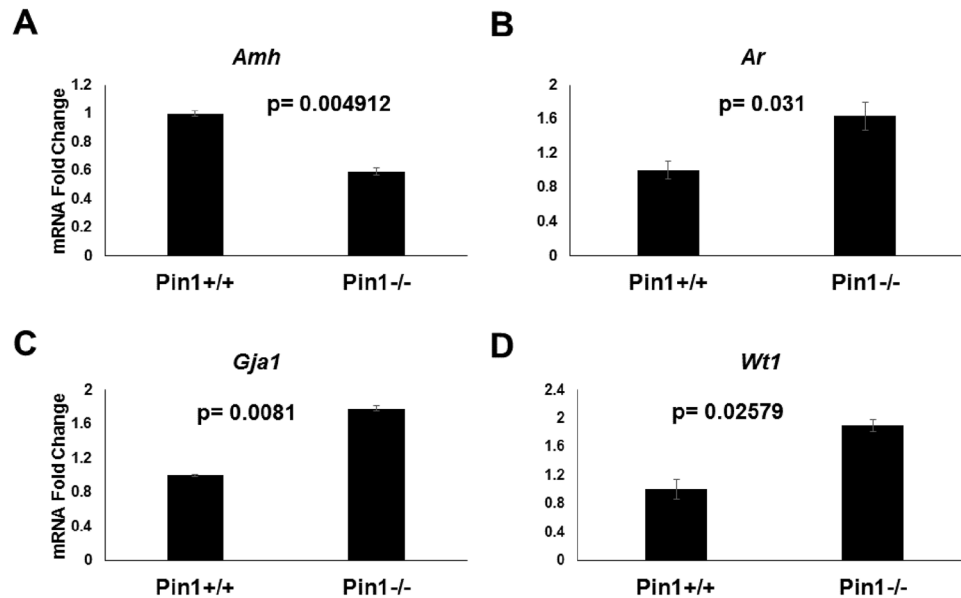 A
Amh
p= 0.004912
mRNA Fold Change
1.2
1
0.8
0.6
0.4
0.2
0
Pin1+/+ Pin1-/-
B
Ar
p= 0.031
2
1.6
1.2
0.8
0.4
0
Pin1+/+ Pin1-/-
C
Gja1
p= 0.0081
mRNA Fold Change
2
1.6
1.2
0.8
0.4
0
Pin1+/+ Pin1-/-
D
Wt1
p= 0.02579
2.4
2
1.6
1.2
0.8
0.4
0
Pin1+/+ Pin1-/-